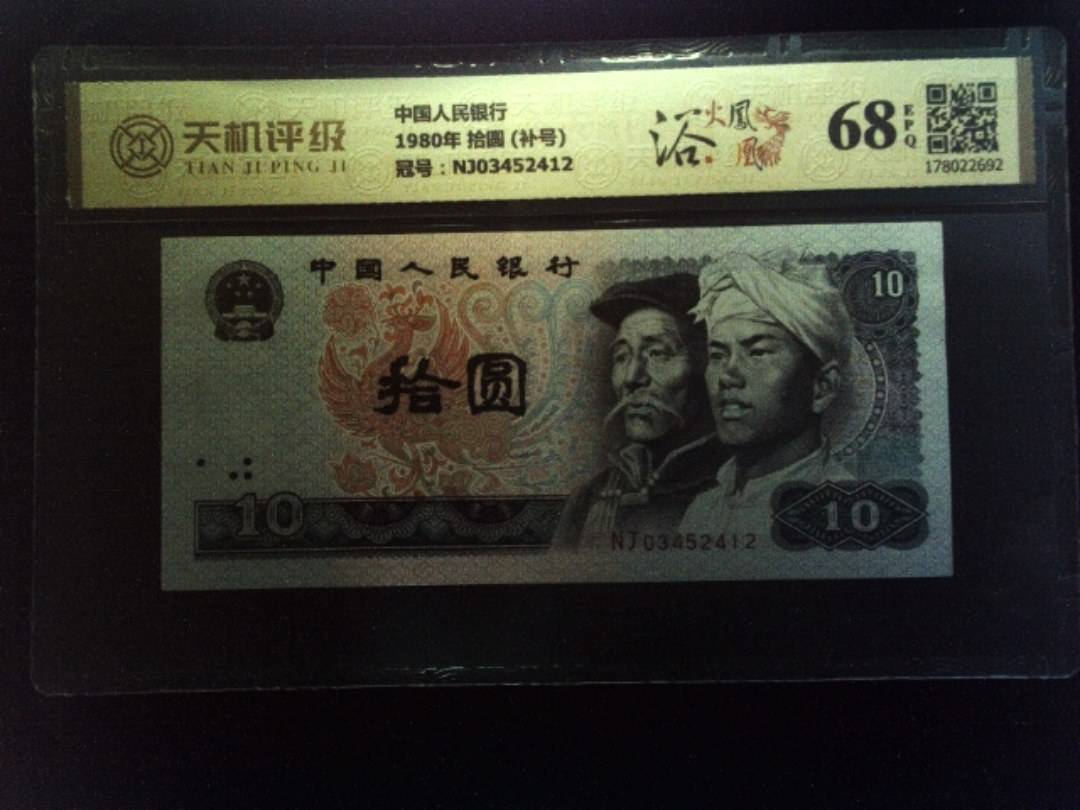 天机评级
TIAN JI PING JI
中国人民银行
1980年 拾圆 (补号)
冠号：NJ03452412
浴火凤凰
68
EPQ
178022692
中国人民银行
10
拾圆
10
10
NJ03452412